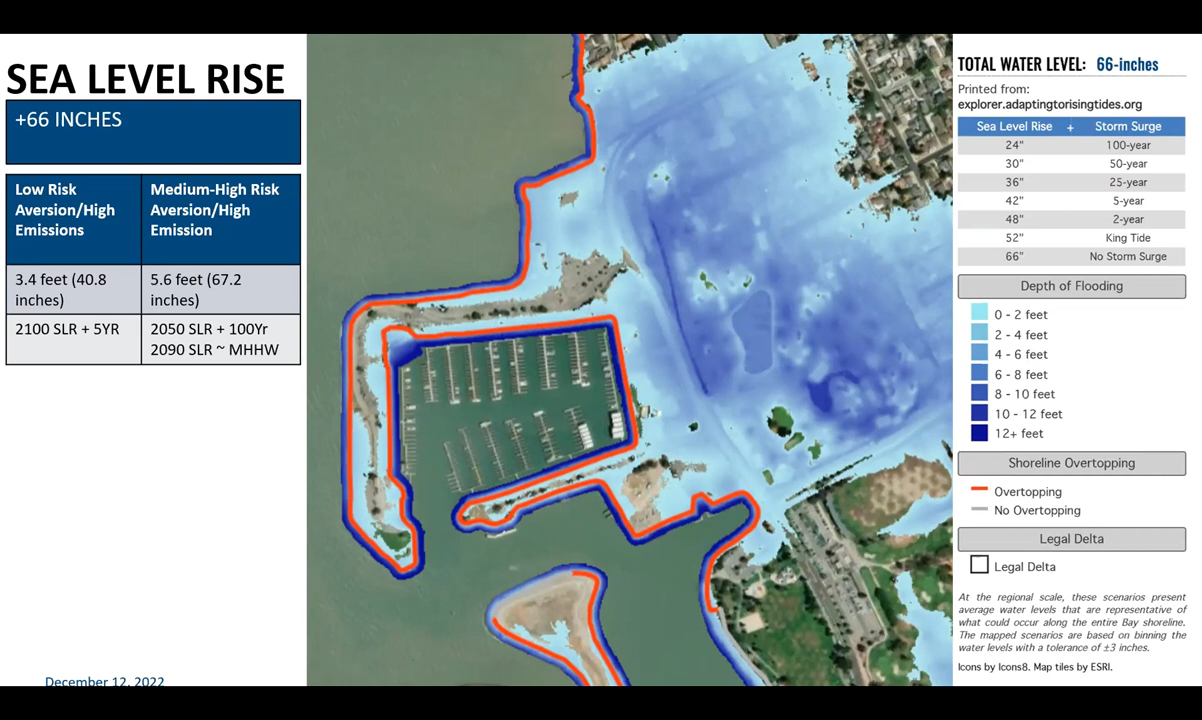 SEA LEVEL RISE
+66 INCHES
Low Risk
Aversion/High
Emissions
Medium-High Risk
Aversion/High
Emission
3.4 feet (40.8
inches)
5.6 feet (67.2
inches)
2100 SLR + 5YR
2050 SLR + 100Yr
2090 SLR ~ MHHW
December 12, 2022
TOTAL WATER LEVEL: 66-inches
Printed from:
explorer.adaptingtorisingtides.org
Sea Level Rise + Storm Surge
24" 100-year
30" 50-year
36" 25-year
42" 5-year
48" 2-year
52" King Tide
66" No Storm Surge
Depth of Flooding
0 - 2 feet
2 - 4 feet
4 - 6 feet
6 - 8 feet
8 - 10 feet
10 - 12 feet
12+ feet
Shoreline Overtopping
Overtopping
No Overtopping
Legal Delta
Legal Delta
At the regional scale, these scenarios present
average water levels that are representative of
what could occur along the entire Bay shoreline.
The mapped scenarios are based on binning the
water levels with a tolerance of ±3 inches.
Icons by Icons8. Map tiles by ESRI.